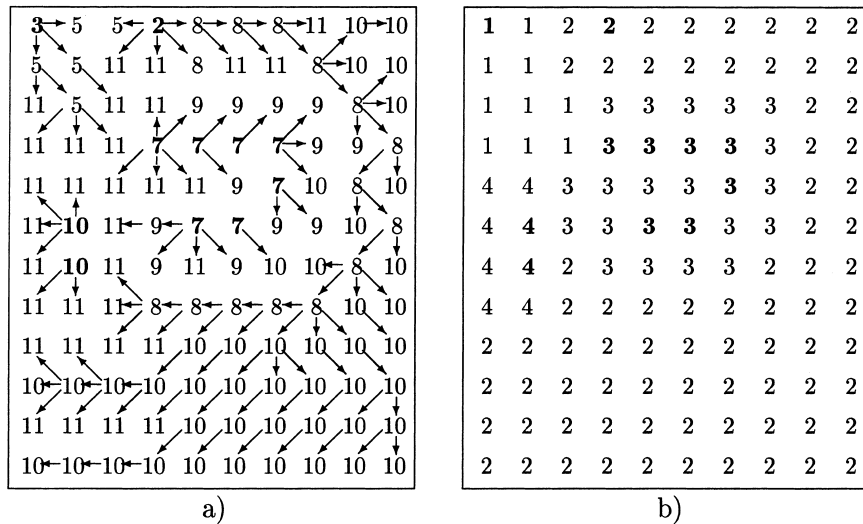 3 5 5 2 8 8 8 11 10 10
5 5 11 11 8 11 11 8 10 10
11 5 11 11 9 9 9 9 8 10
11 11 11 7 7 7 7 9 9 8
11 11 11 11 11 9 7 10 8 10
11 10 11 9 7 7 9 9 10 8
11 10 11 9 11 9 10 10 8 10
11 11 11 8 8 8 8 8 10 10
11 11 11 11 10 10 10 10 10 10
10 10 10 10 10 10 10 10 10 10
11 11 11 11 10 10 10 10 10 10
10 10 10 10 10 10 10 10 10 10
a)
1 1 2 2 2 2 2 2 2 2
1 1 2 2 2 2 2 2 2 2
1 1 1 3 3 3 3 3 2 2
1 1 1 3 3 3 3 3 2 2
4 4 3 3 3 3 3 3 2 2
4 4 3 3 3 3 3 3 2 2
4 4 2 3 3 3 3 2 2 2
4 4 2 2 2 2 2 2 2 2
2 2 2 2 2 2 2 2 2 2
2 2 2 2 2 2 2 2 2 2
2 2 2 2 2 2 2 2 2 2
2 2 2 2 2 2 2 2 2 2
b)